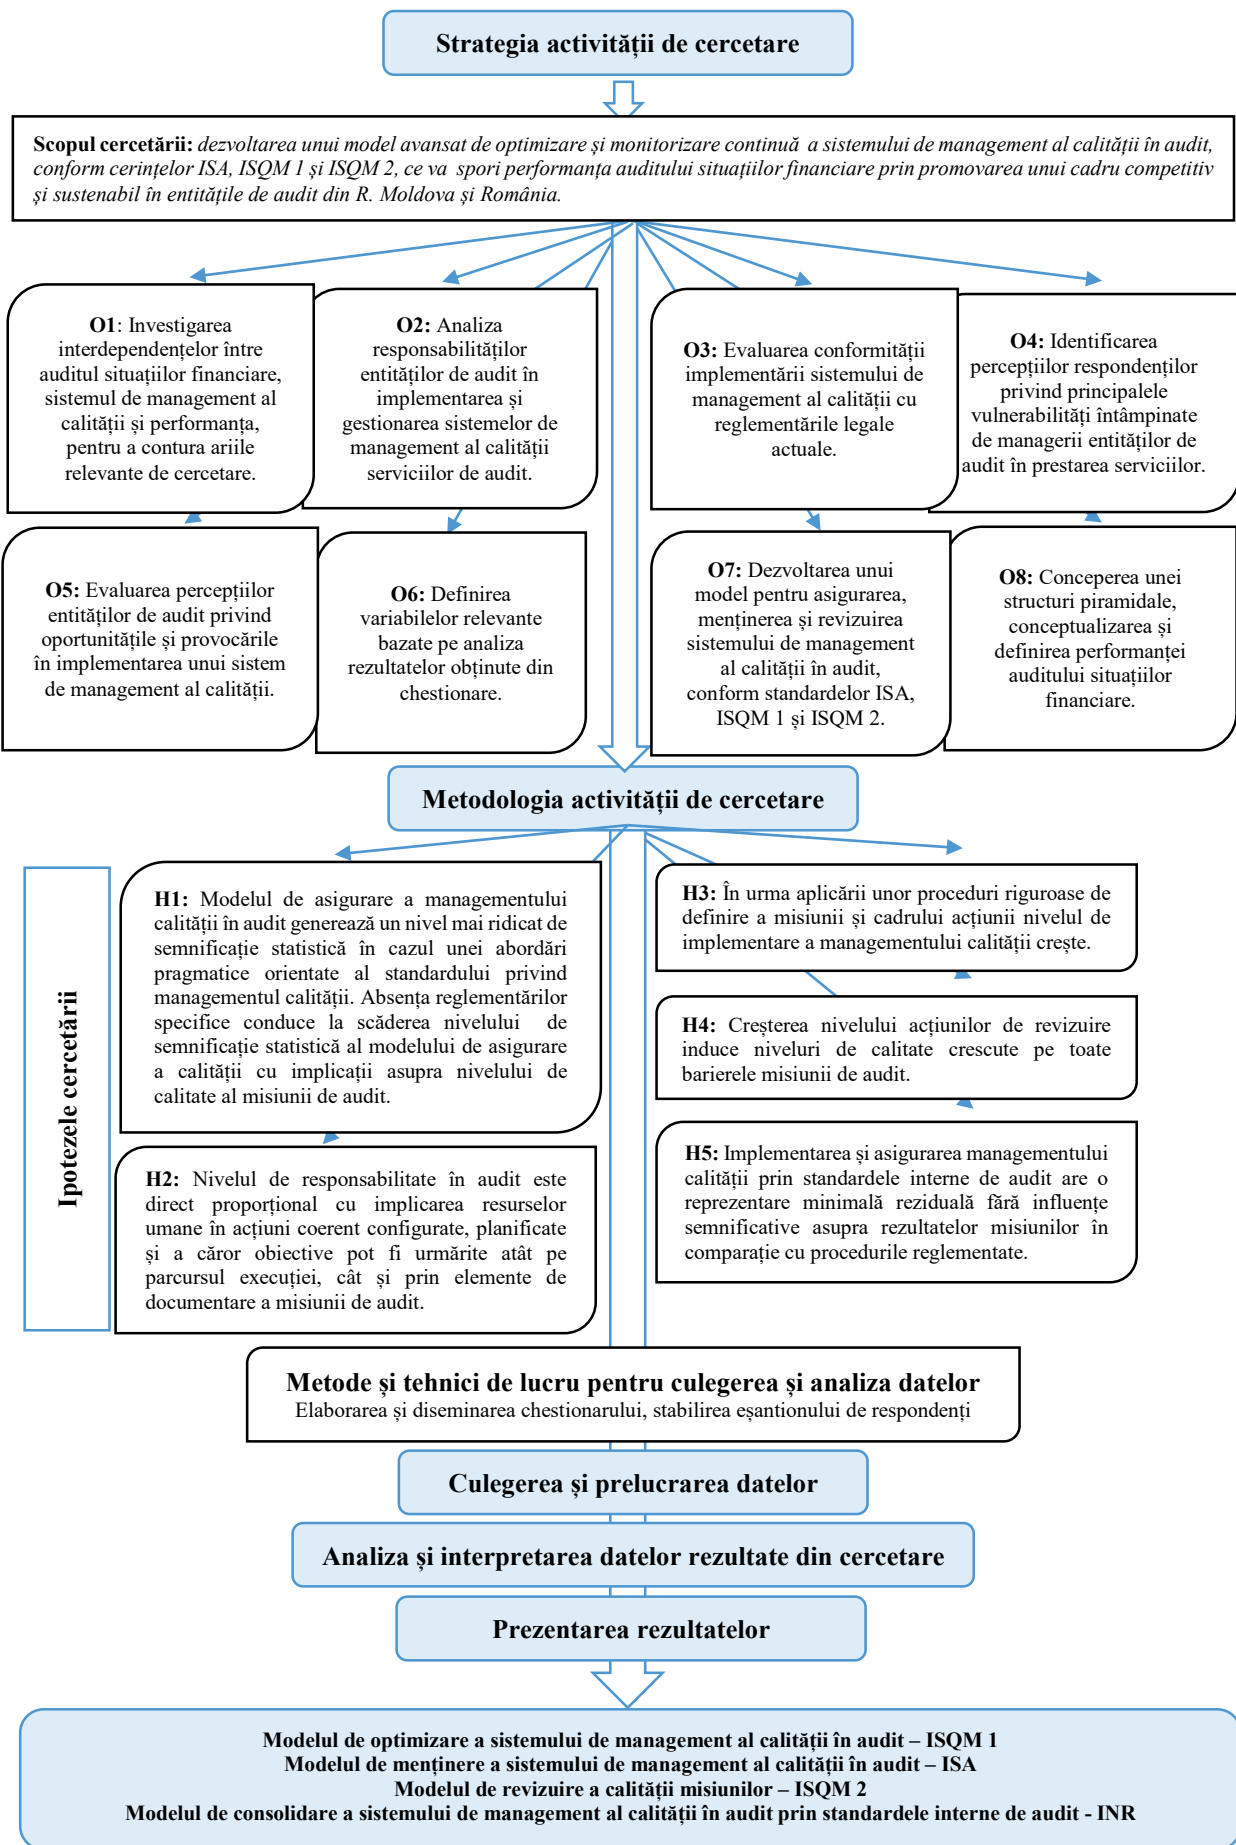 Strategia activității de cercetare
Scopul cercetării: dezvoltarea unui model avansat de optimizare și monitorizare continuă a sistemului de management al calității în audit,
conform cerințelor ISA, ISQM 1 și ISQM 2, ce va spori performanța auditului situațiilor financiare prin promovarea unui cadru competitiv
și sustenabil în entitățile de audit din R. Moldova și România.
O1: Investigarea
interdependențelor între
auditul situațiilor financiare,
sistemul de management al
calității și performanța,
pentru a contura ariile
relevante de cercetare.
O2: Analiza
responsabilităților
entităților de audit în
implementarea și
gestionarea sistemelor de
management al calității
serviciilor de audit.
O3: Evaluarea conformității
implementării sistemului de
management al calității cu
reglementările legale
actuale.
O4: Identificarea
percepțiilor respondenților
privind principalele
vulnerabilități întâmpinate
de managerii entităților de
audit în prestarea serviciilor.
O5: Evaluarea percepțiilor
entităților de audit privind
oportunitățile și provocările
în implementarea unui sistem
de management al calității.
O6: Definirea
variabilelor relevante
bazate pe analiza
rezultatelor obținute din
chestionare.
O7: Dezvoltarea unui
model pentru asigurarea,
menținerea și revizuirea
sistemului de management
al calității în audit,
conform standardelor ISA,
ISQM 1 și ISQM 2.
O8: Conceperea unei
structuri piramidale,
conceptualizarea și
definirea performanței
auditului situațiilor
financiare.
Metodologia activității de cercetare
Ipotezele cercetării
H1: Modelul de asigurare a managementului
calității în audit generează un nivel mai ridicat de
semnificație statistică în cazul unei abordări
pragmatice orientate al standardului privind
managementul calității. Absența reglementărilor
specifice conduce la scăderea nivelului de
semnificație statistică al modelului de asigurare
a calității cu implicații asupra nivelului de
calitate al misiunii de audit.
H2: Nivelul de responsabilitate în audit este
direct proporțional cu implicarea resurselor
umane în acțiuni coerent configurate, planificate
și a căror obiective pot fi urmărite atât pe
parcursul execuției, cât și prin elemente de
documentare a misiunii de audit.
H3: În urma aplicării unor proceduri riguroase de
definire a misiunii și cadrului acțiunii nivelul de
implementare a managementului calității crește.
H4: Creșterea nivelului acțiunilor de revizuire
induce niveluri de calitate crescute pe toate
barierele misiunii de audit.
H5: Implementarea și asigurarea managementului
calității prin standardele interne de audit are o
reprezentare minimală reziduală fără influențe
semnificative asupra rezultatelor misiunilor în
comparație cu procedurile reglementate.
Metode și tehnici de lucru pentru culegerea și analiza datelor
Elaborarea și diseminarea chestionarului, stabilirea eșantionului de respondenți
Culegerea și prelucrarea datelor
Analiza și interpretarea datelor rezultate din cercetare
Prezentarea rezultatelor
Modelul de optimizare a sistemului de management al calității în audit – ISQM 1
Modelul de menținere a sistemului de management al calității în audit – ISA
Modelul de revizuire a calității misiunilor – ISQM 2
Modelul de consolidare a sistemului de management al calității în audit prin standardele interne de audit - INR